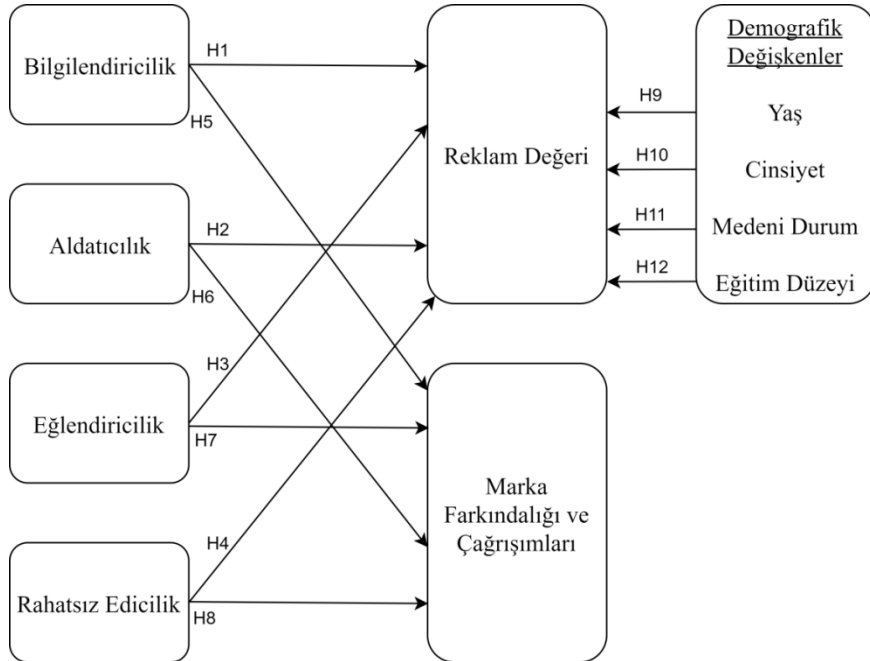 Bilgilendiricilik
H1
H5
Aldatıcılık
H2
H6
Eğlendiricilik
H3
H7
Rahatsız Edicilik
H4
H8
Reklam Değeri
Marka
Farkındalığı ve
Çağrışımları
Demografik
Değişkenler
H9
Yaş
H10
Cinsiyet
H11
Medeni Durum
H12
Eğitim Düzeyi